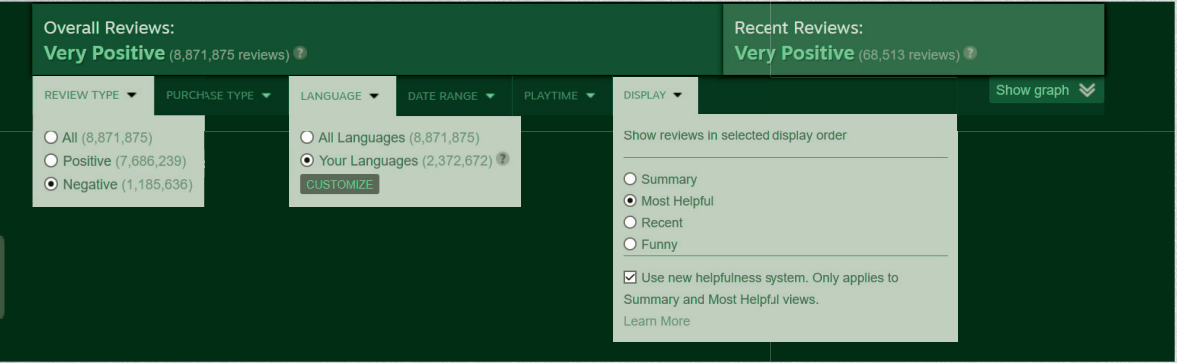 Overall Reviews:
Very Positive (8,871,875 reviews) ?
Recent Reviews:
Very Positive (68,513 reviews) ?
REVIEW TYPE
PURCHASE TYPE
LANGUAGE
DATE RANGE
PLAYTIME
DISPLAY
Show graph
All (8,871,875)
Positive (7,686,239)
Negative (1,185,636)
All Languages (8,871,875)
Your Languages (2,372,672) ?
CUSTOMIZE
Show reviews in selected display order
Summary
Most Helpful
Recent
Funny
Use new helpfulness system. Only applies to
Summary and Most Helpful views.
Learn More